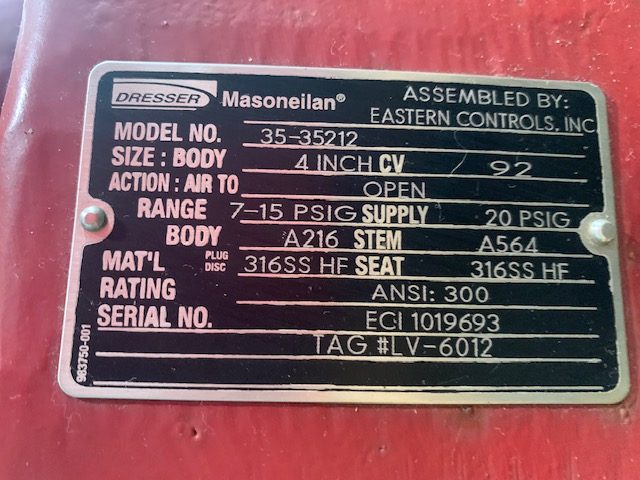 DRESSER Masoneilan® ASSEMBLED BY:
EASTERN CONTROLS, INC
MODEL NO. 35-35212
SIZE : BODY 4 INCH CV 92
ACTION : AIR TO OPEN
RANGE 7-15 PSIG SUPPLY 20 PSIG
BODY A216 STEM A564
MAT'L PLUG DISC 316SS HF SEAT 316SS HF
RATING ANSI: 300
SERIAL NO. ECI 1019693
TAG #LV-6012
983750-001